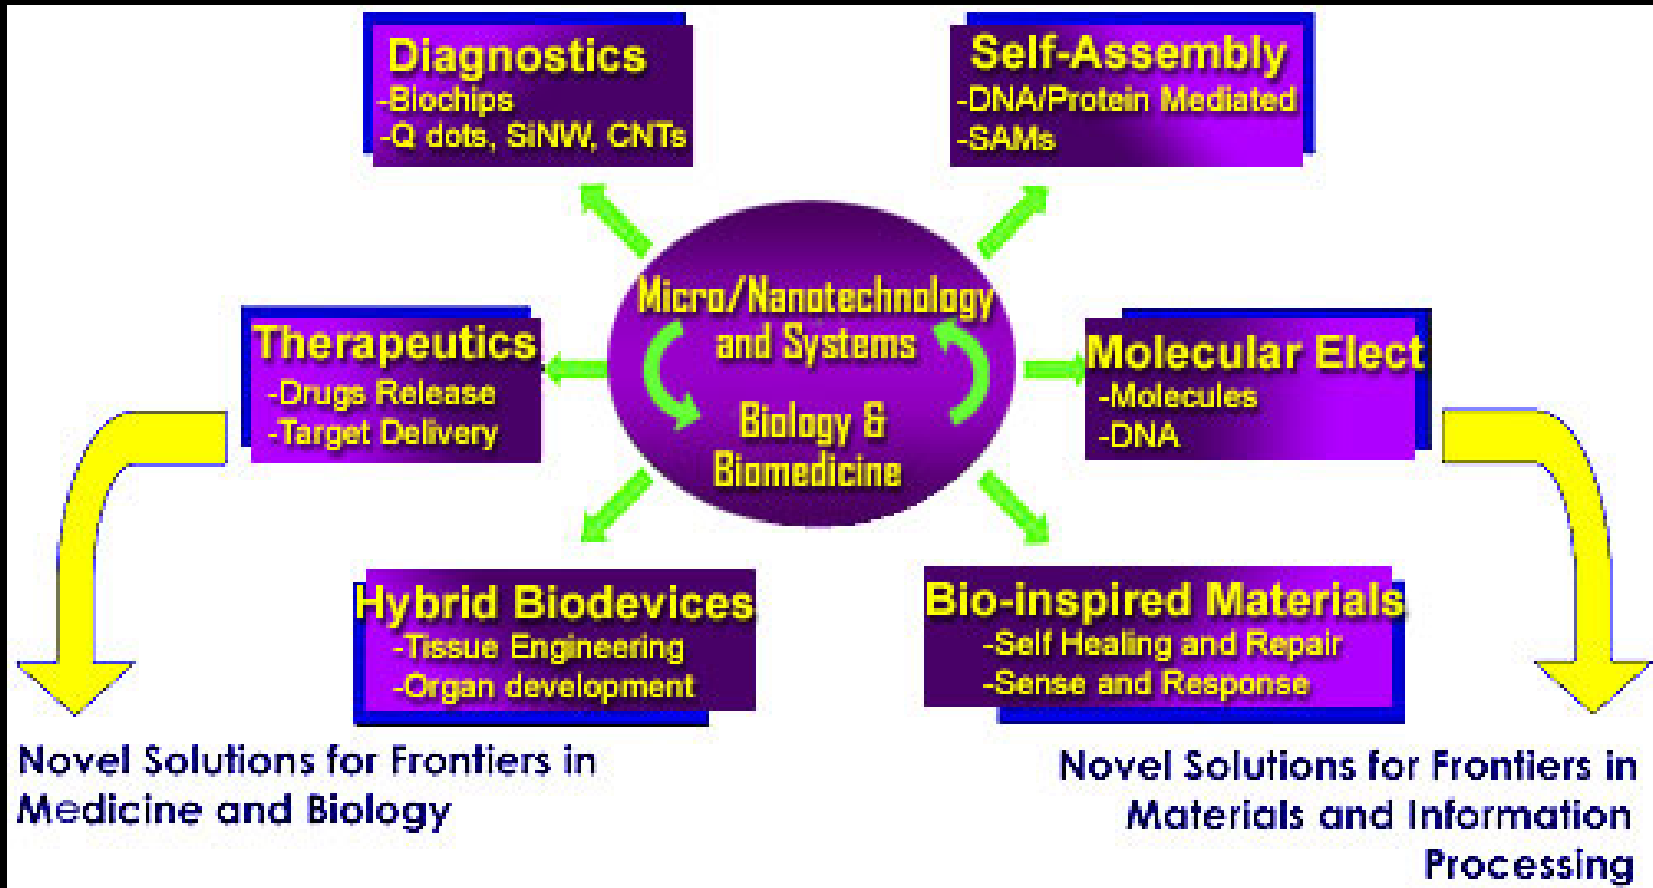 Diagnostics
-Biochips
-Q dots, SiNW, CNTs
Self-Assembly
-DNA/Protein Mediated
-SAMs
Micro/Nanotechnology
and Systems
Biology &
Biomedicine
Therapeutics
-Drugs Release
-Target Delivery
Molecular Elect
-Molecules
-DNA
Hybrid Biodevices
-Tissue Engineering
-Organ development
Bio-inspired Materials
-Self Healing and Repair
-Sense and Response
Novel Solutions for Frontiers in
Medicine and Biology
Novel Solutions for Frontiers in
Materials and Information
Processing